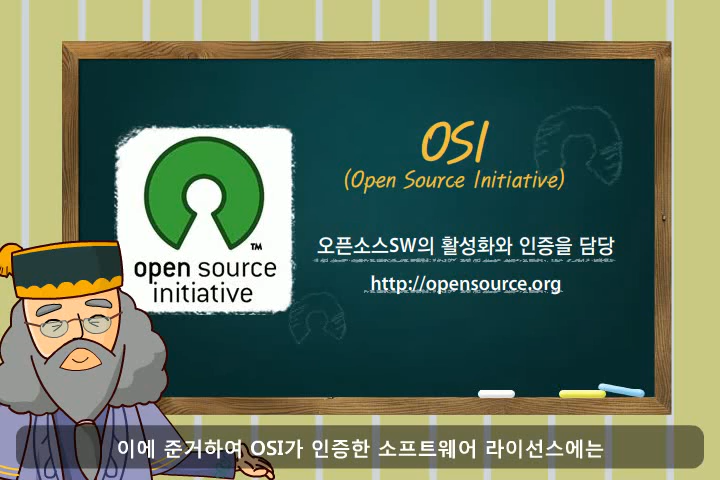 OSI
(Open Source Initiative)
TM
open source
initiative
오픈소스SW의 활성화와 인증을 담당
http://opensource.org
이에 준거하여 OSI가 인증한 소프트웨어 라이선스에는